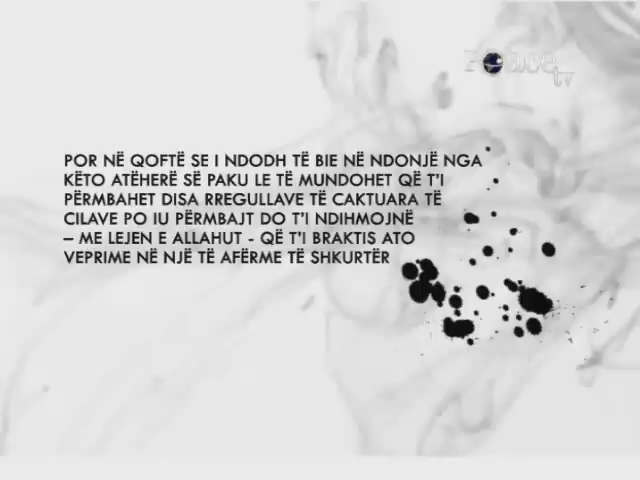 Peace tv
POR NË QOFTË SE I NDODH TË BIE NË NDONJË NGA
KËTO ATËHERË SË PAKU LE TË MUNDOHET QË T'I
PËRMBAHET DISA RREGULLAVE TË CAKTUARA TË
CILAVE PO IU PËRMBAJT DO T'I NDIHMOJNË
– ME LEJEN E ALLAHUT - QË T'I BRAKTIS ATO
VEPRIME NË NJË TË AFËRME TË SHKURTËR